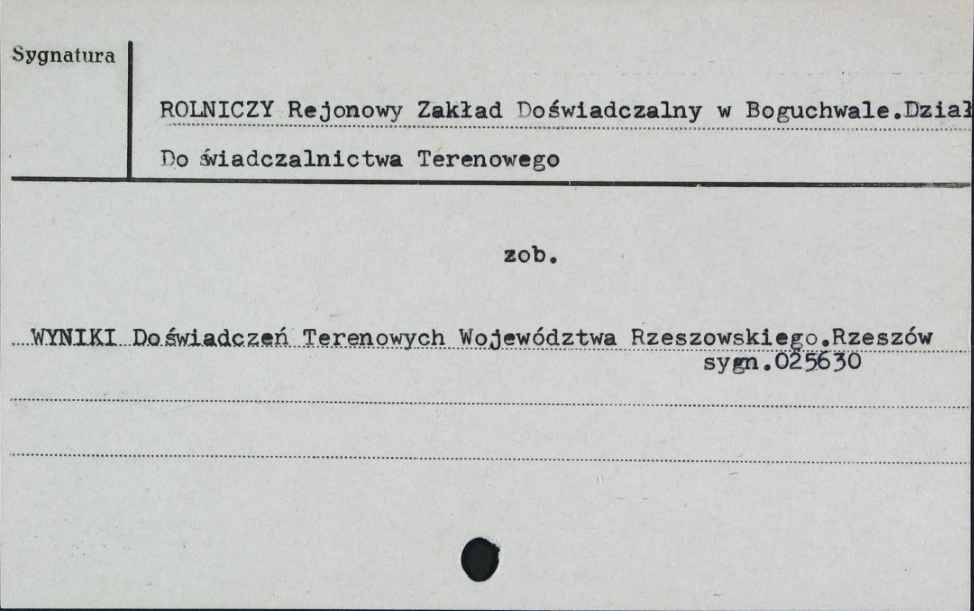 Sygnatura
ROLNICZY Rejonowy Zakład Doświadczalny w Boguchwale.Dział
Do świadczalnictwa Terenowego
zob.
WYNIKI Doświadczeń Terenowych Województwa Rzeszowskiego.Rzeszów
sygn.025630